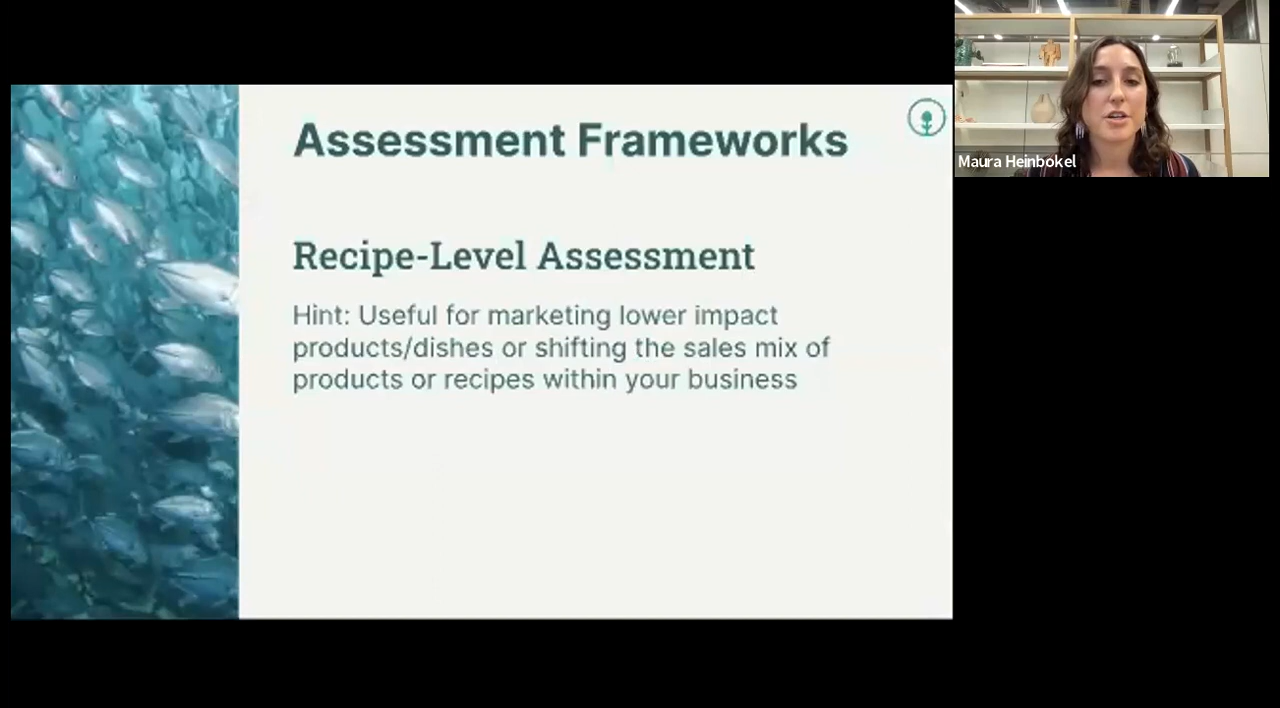 Assessment Frameworks
Recipe-Level Assessment
Hint: Useful for marketing lower impact
products/dishes or shifting the sales mix of
products or recipes within your business
Maura Heinbokel